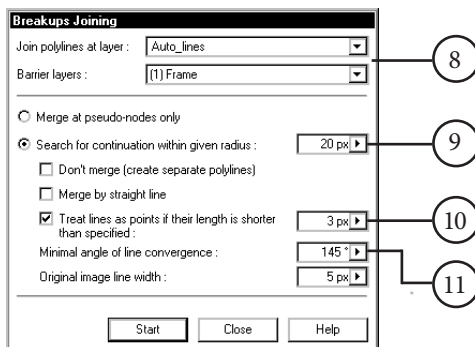 Breakups Joining
Join polylines at layer : Auto_lines
Barrier layers : (1) Frame
8
Merge at pseudo-nodes only
Search for continuation within given radius : 20 px
9
Don't merge (create separate polylines)
Merge by straight line
Treat lines as points if their length is shorter
than specified : 3 px
10
Minimal angle of line convergence : 145 °
Original image line width : 5 px
11
Start Close Help